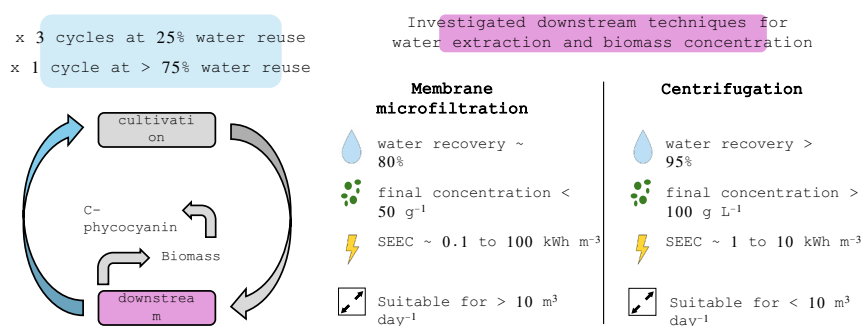 x 3 cycles at 25% water reuse
x 1 cycle at > 75% water reuse
cultivati
on
C-
phycocyanin
Biomass
downstrea
m
Investigated downstream techniques for
water extraction and biomass concentration
Membrane
microfiltration
water recovery ~
80%
final concentration <
50 g⁻¹
SEEC ~ 0.1 to 100 kWh m⁻³
Suitable for > 10 m³
day⁻¹
Centrifugation
water recovery >
95%
final concentration >
100 g L⁻¹
SEEC ~ 1 to 10 kWh m⁻³
Suitable for < 10 m³
day⁻¹